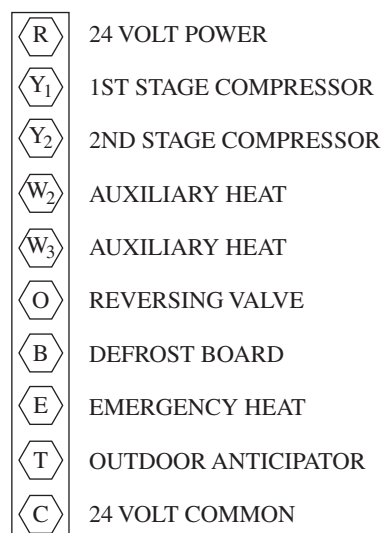 R 24 VOLT POWER
Y₁ 1ST STAGE COMPRESSOR
Y₂ 2ND STAGE COMPRESSOR
W₂ AUXILIARY HEAT
W₃ AUXILIARY HEAT
O REVERSING VALVE
B DEFROST BOARD
E EMERGENCY HEAT
T OUTDOOR ANTICIPATOR
C 24 VOLT COMMON